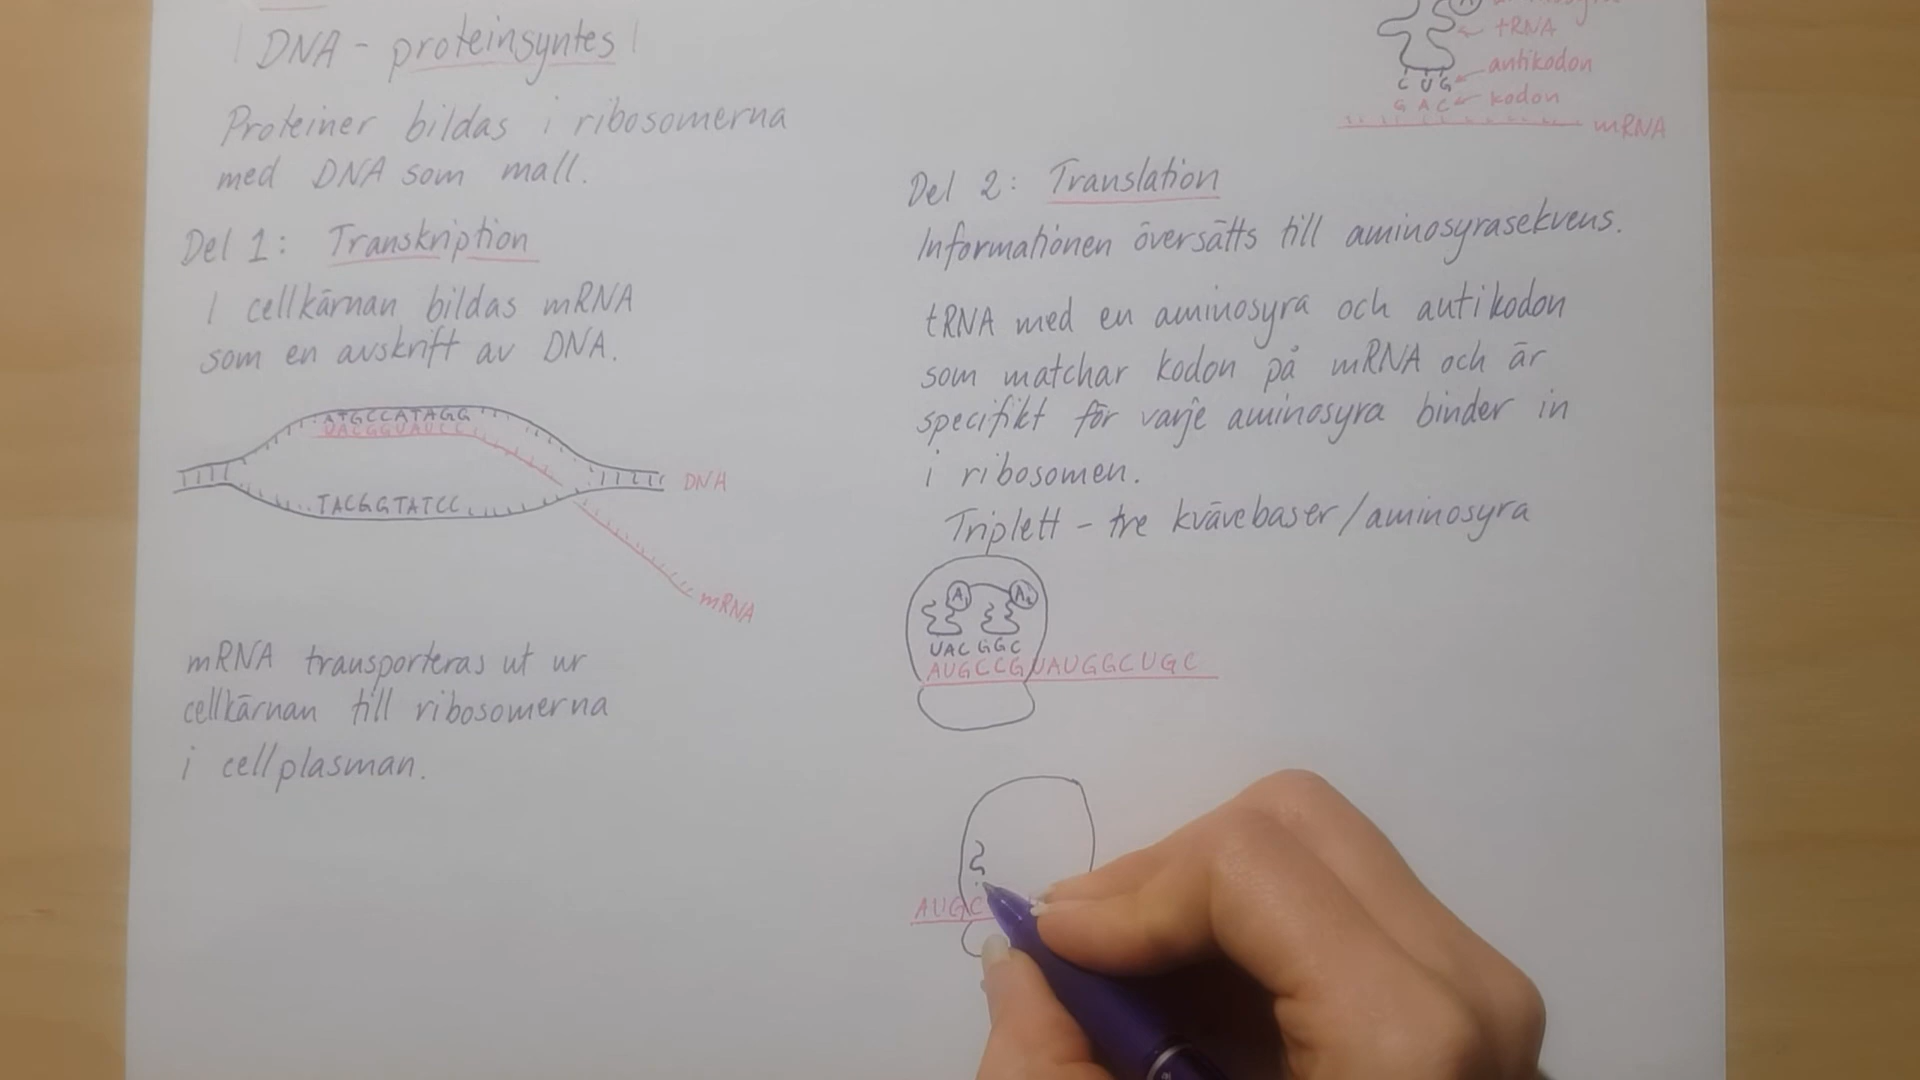 DNA - proteinsyntes
Proteiner bildas i ribosomerna
med DNA som mall.
Del 1: Transkription
I cellkärnan bildas mRNA
som en avskrift av DNA.
ATGCCATAGG
UACGGUAUCC
DNA
TACGGTATCC
mRNA
mRNA transporteras ut ur
cellkärnan till ribosomerna
i cellplasman.
tRNA
antikodon
C U G
G A C kodon
mRNA
Del 2: Translation
Informationen översätts till aminosyrasekvens.
tRNA med en aminosyra och antikodon
som matchar kodon på mRNA och är
specifikt för varje aminosyra binder in
i ribosomen.
Triplett - tre kvävebaser/aminosyra
A1 A2
UAC GGC
AUGCCGUAUGGCUGC
AUGC